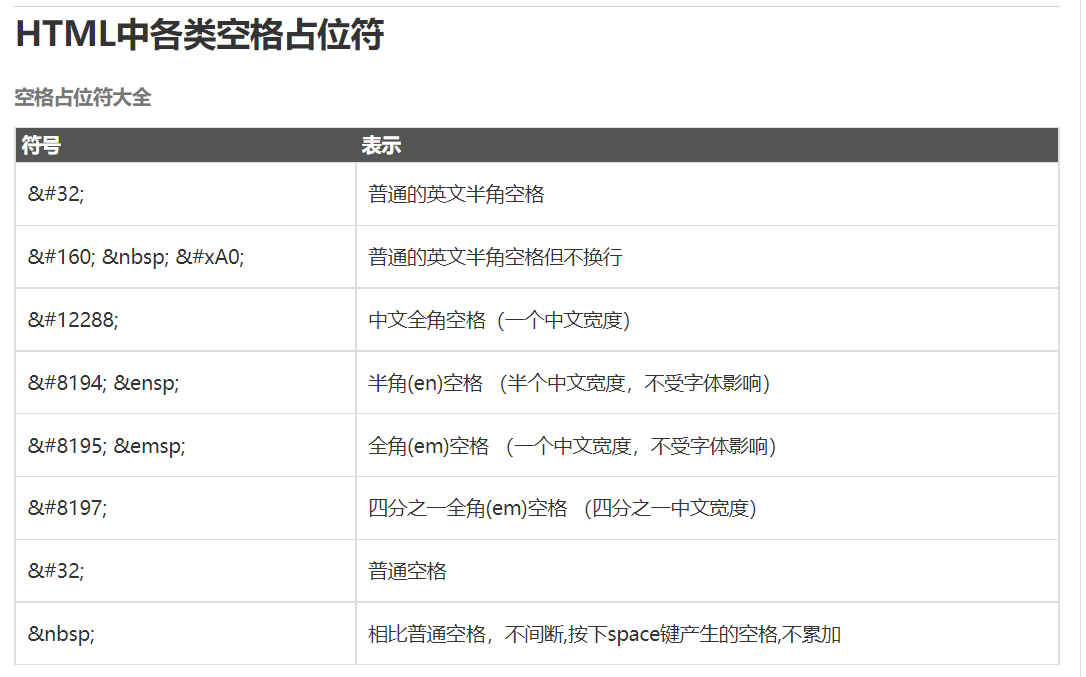 HTML中各类空格占位符
空格占位符大全
符号 表示
&#32; 普通的英文半角空格
&#160; &nbsp; &#xA0; 普通的英文半角空格但不换行
&#12288; 中文全角空格（一个中文宽度）
&#8194; &ensp; 半角(en)空格 （半个中文宽度，不受字体影响）
&#8195; &emsp; 全角(em)空格 （一个中文宽度，不受字体影响）
&#8197; 四分之一全角(em)空格 （四分之一中文宽度）
&#32; 普通空格
&nbsp; 相比普通空格，不间断,按下space键产生的空格,不累加